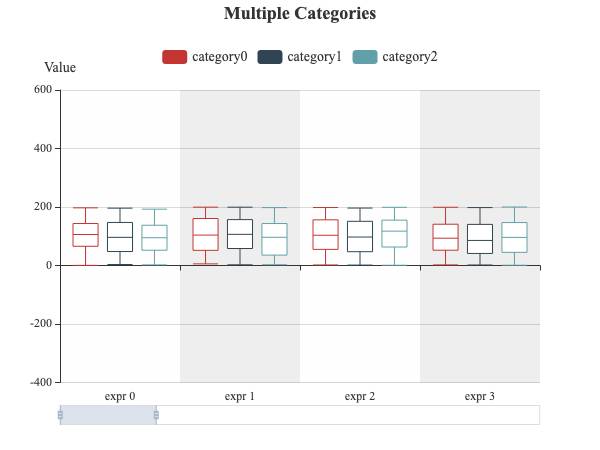 Multiple Categories
category0 category1 category2
Value
600
400
200
0
-200
-400
expr 0 expr 1 expr 2 expr 3